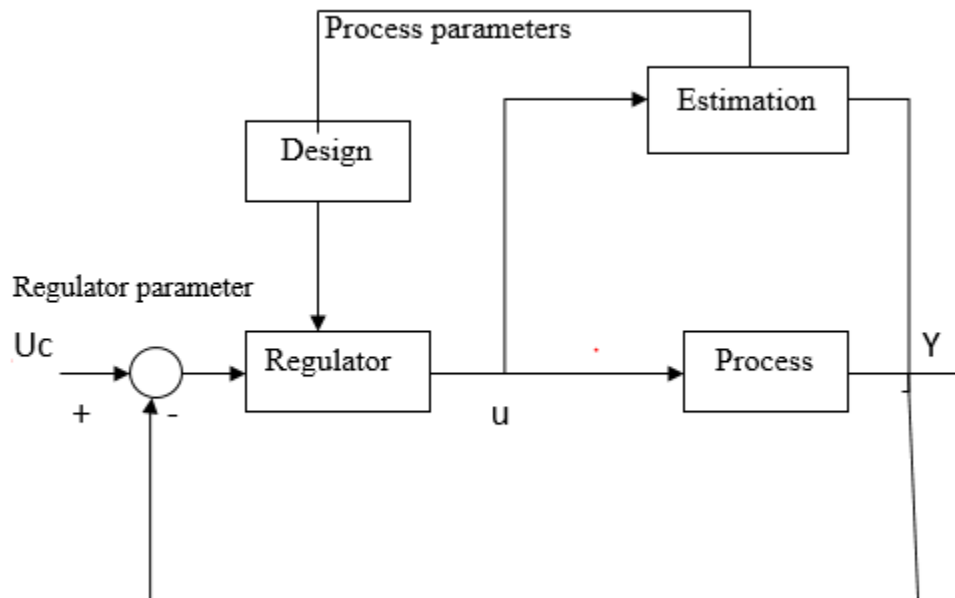 Process parameters
Estimation
Design
Regulator parameter
Uc
Regulator
Process
Y
+
-
u
-